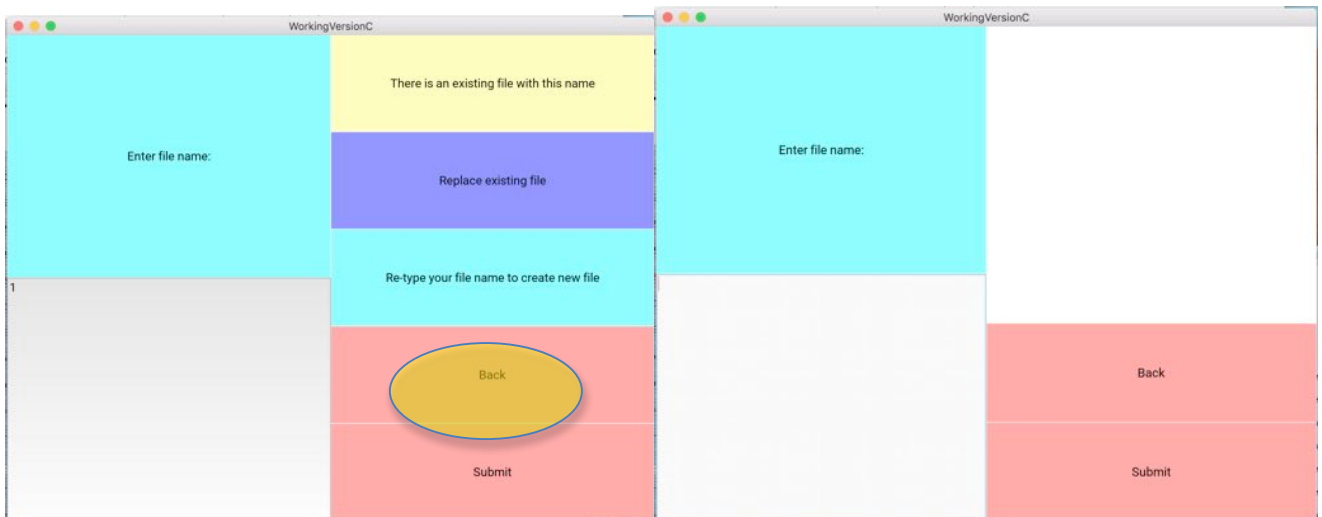 WorkingVersionC
Enter file name:
1
There is an existing file with this name
Replace existing file
Re-type your file name to create new file
Back
Submit
WorkingVersionC
Enter file name:
Back
Submit